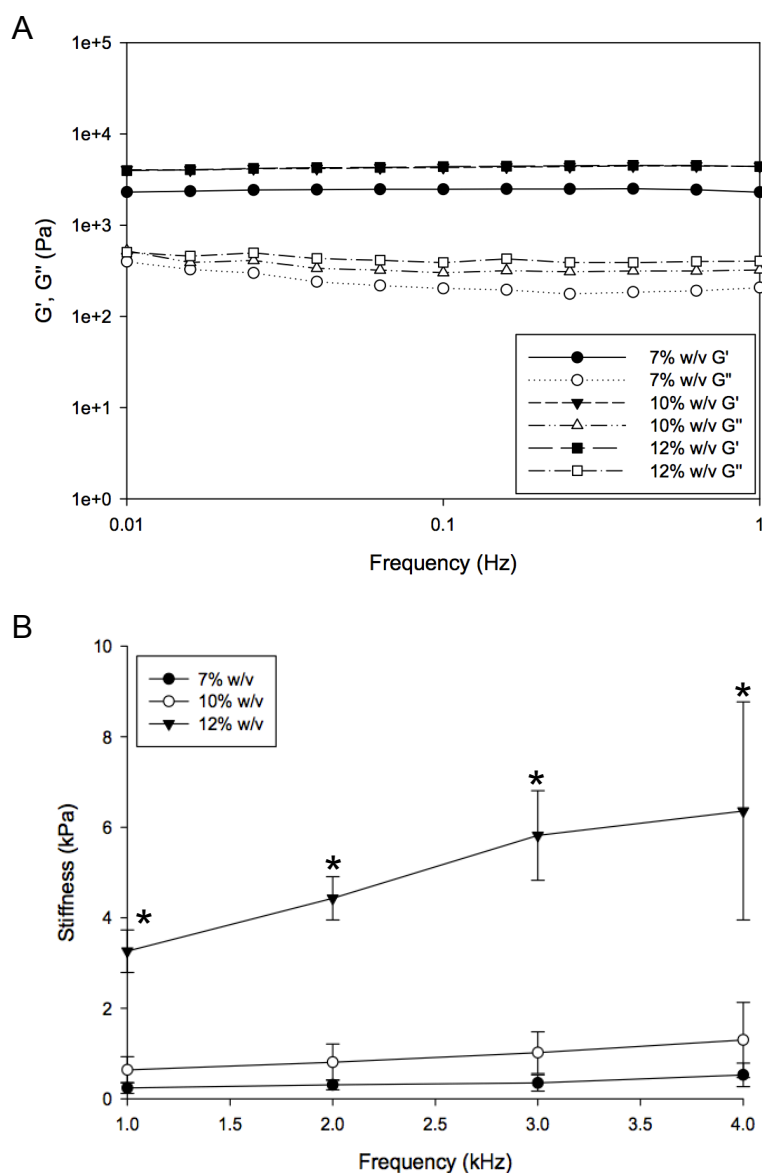 A
1e+5
1e+4
1e+3
1e+2
1e+1
1e+0
G', G" (Pa)
7% w/v G'
7% w/v G"
10% w/v G'
10% w/v G"
12% w/v G'
12% w/v G"
0.01 0.1 1
Frequency (Hz)
B
10
8
6
4
2
0
Stiffness (kPa)
7% w/v
10% w/v
12% w/v
*
*
*
*
1.0 1.5 2.0 2.5 3.0 3.5 4.0
Frequency (kHz)